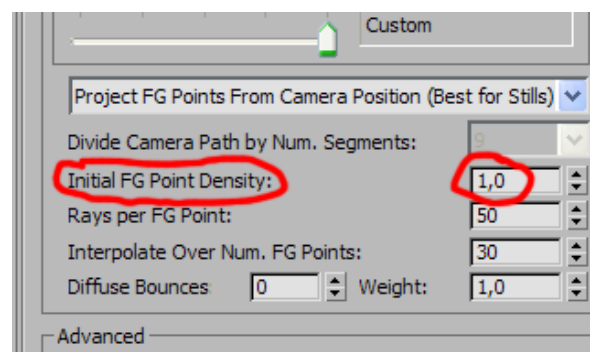 Custom
Project FG Points From Camera Position (Best for Stills)
Divide Camera Path by Num. Segments: 9
Initial FG Point Density: 1,0
Rays per FG Point: 50
Interpolate Over Num. FG Points: 30
Diffuse Bounces 0 Weight: 1,0
Advanced